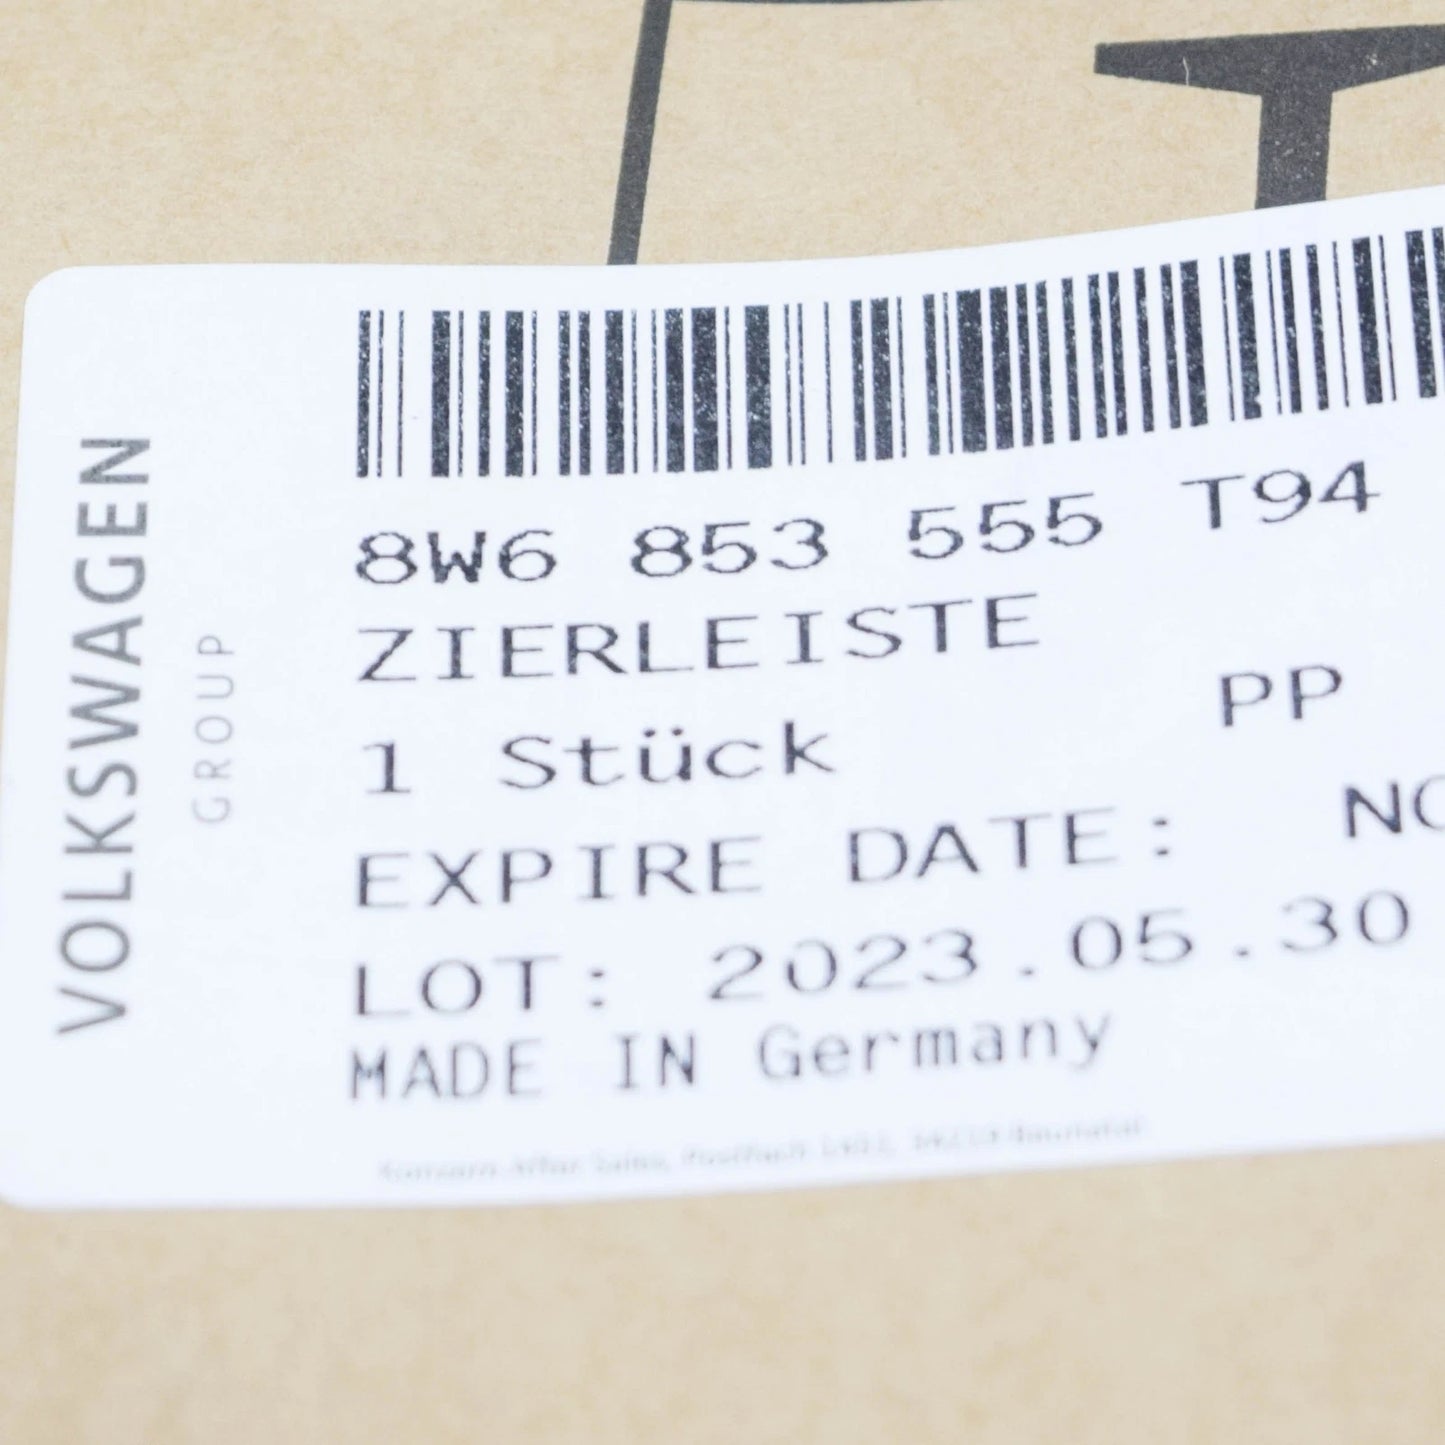 VOLKSWAGEN
GROUP
8W6 853 555 T94
ZIERLEISTE
1 Stück PP
EXPIRE DATE:
LOT: 2023.05.30
MADE IN Germany